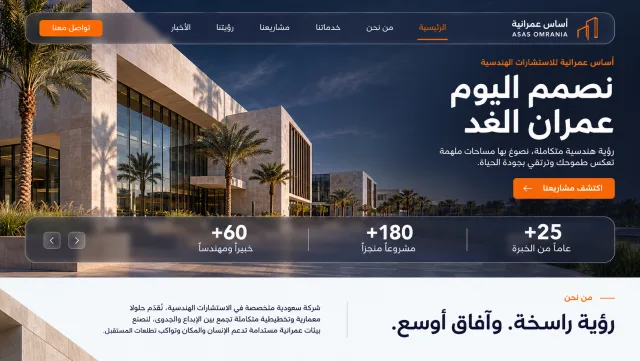 أساس عمرانية
ASAS OMRANIA
الرئيسية
من نحن
خدماتنا
مشاريعنا
رؤيتنا
الأخبار
تواصل معنا
أساس عمرانية للاستشارات الهندسية
نصمم اليوم
عمران الغد
رؤية هندسية متكاملة، نصوغ بها مساحات ملهمة
تعكس طموحك وترتقي بجودة الحياة.
اكتشف مشاريعنا
+25
عاماً من الخبرة
+180
مشروعاً منجزاً
+60
خبيراً ومهندساً
من نحن
رؤية راسخة. وآفاق أوسع.
شركة سعودية متخصصة في الاستشارات الهندسية، نُقدّم حلولا
معمارية وتخطيطية متكاملة تجمع بين الإبداع والجدوى، لنصنع
بيئات عمرانية مستدامة تدعم الإنسان والمكان وتواكب تطلعات المستقبل.